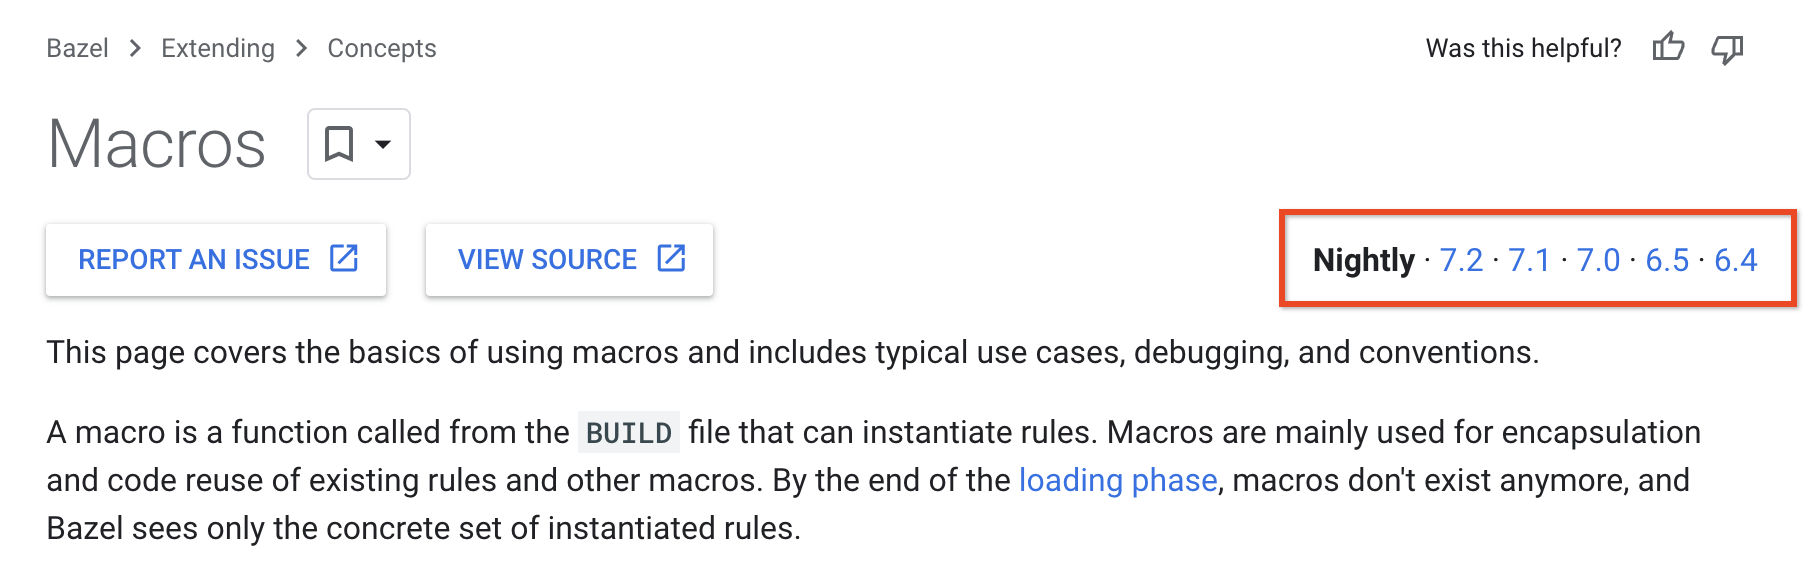 Bazel > Extending > Concepts
Was this helpful?
Macros
REPORT AN ISSUE
VIEW SOURCE
Nightly · 7.2 · 7.1 · 7.0 · 6.5 · 6.4
This page covers the basics of using macros and includes typical use cases, debugging, and conventions.
A macro is a function called from the BUILD file that can instantiate rules. Macros are mainly used for encapsulation
and code reuse of existing rules and other macros. By the end of the loading phase, macros don't exist anymore, and
Bazel sees only the concrete set of instantiated rules.